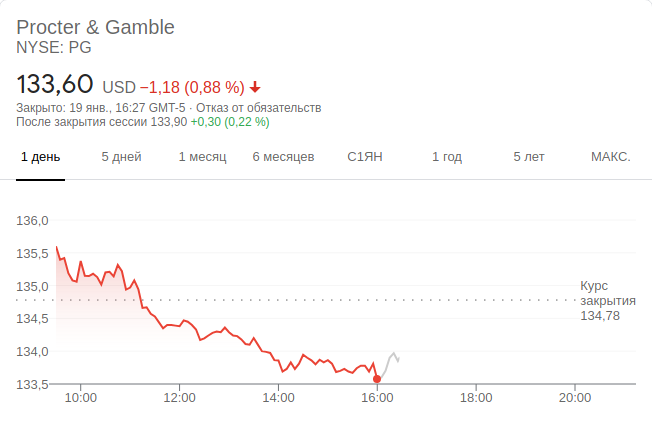 Procter & Gamble
NYSE: PG
133,60 USD −1,18 (0,88 %)
Закрыто: 19 янв., 16:27 GMT-5 · Отказ от обязательств
После закрытия сессии 133,90 +0,30 (0,22 %)
1 день 5 дней 1 месяц 6 месяцев С1ЯН 1 год 5 лет МАКС.
136,0
135,5
135,0
134,5
134,0
133,5
Курс
закрытия
134,78
10:00 12:00 14:00 16:00 18:00 20:00